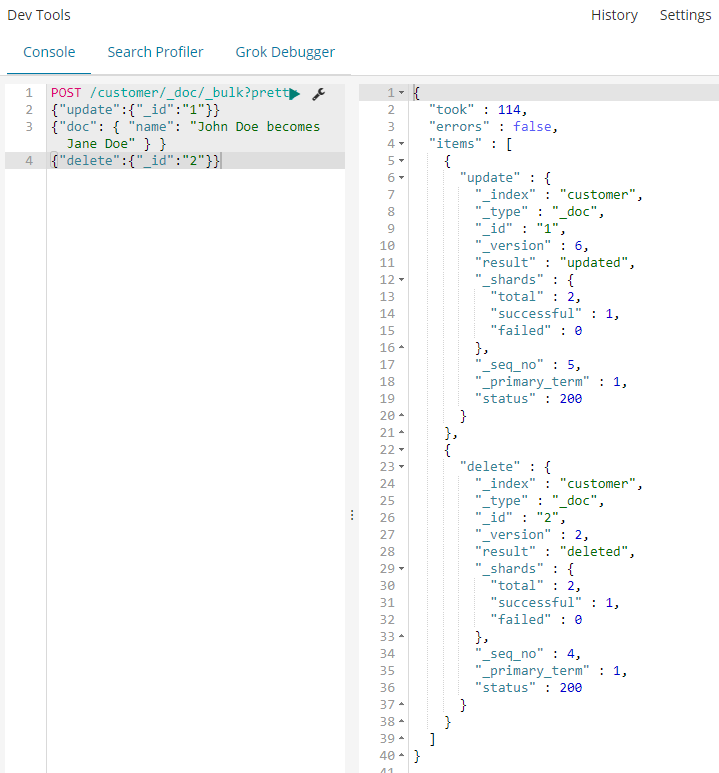 Dev Tools
History Settings
Console Search Profiler Grok Debugger
1 POST /customer/_doc/_bulk?prett
2 {"update":{"_id":"1"}}
3 {"doc": { "name": "John Doe becomes
Jane Doe" } }
4 {"delete":{"_id":"2"}}
1 {
2 "took" : 114,
3 "errors" : false,
4 "items" : [
5 {
6 "update" : {
7 "_index" : "customer",
8 "_type" : "_doc",
9 "_id" : "1",
10 "_version" : 6,
11 "result" : "updated",
12 "_shards" : {
13 "total" : 2,
14 "successful" : 1,
15 "failed" : 0
16 },
17 "_seq_no" : 5,
18 "_primary_term" : 1,
19 "status" : 200
20 }
21 },
22 {
23 "delete" : {
24 "_index" : "customer",
25 "_type" : "_doc",
26 "_id" : "2",
27 "_version" : 2,
28 "result" : "deleted",
29 "_shards" : {
30 "total" : 2,
31 "successful" : 1,
32 "failed" : 0
33 },
34 "_seq_no" : 4,
35 "_primary_term" : 1,
36 "status" : 200
37 }
38 }
39 ]
40 }
41